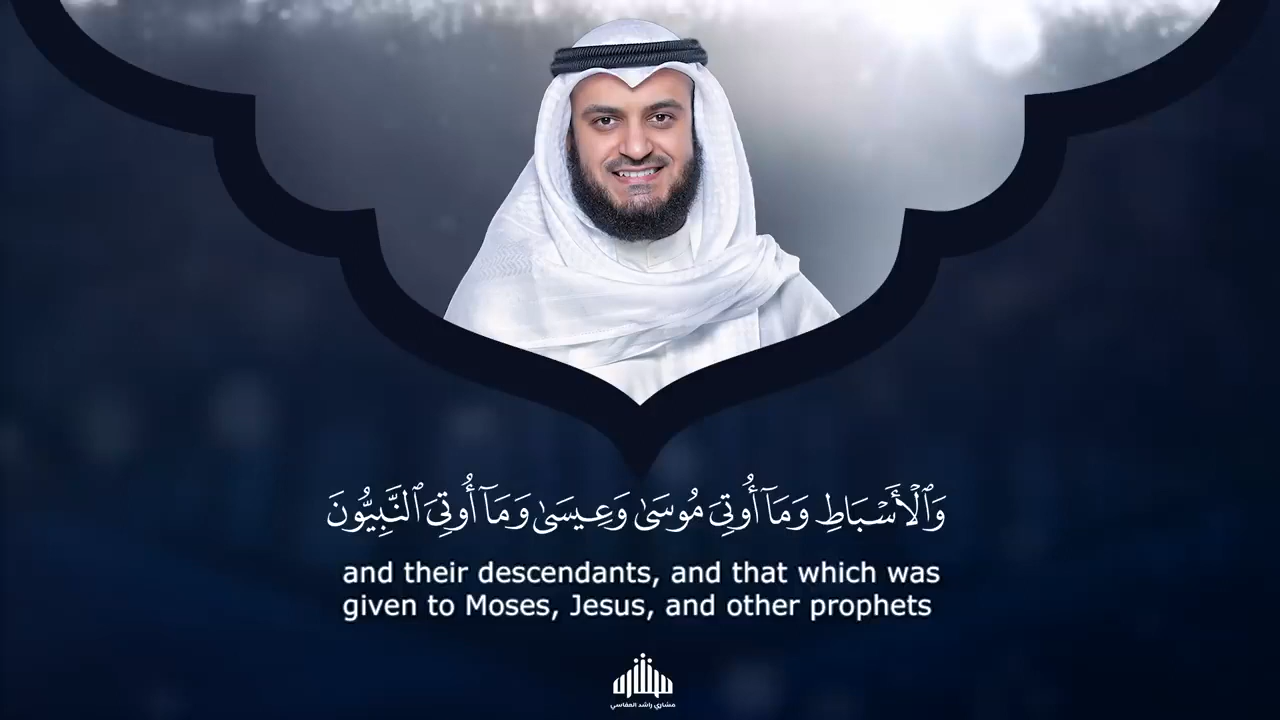 وَٱلْأَسْبَاطِ وَمَآ أُوتِىَ مُوسَىٰ وَعِيسَىٰ وَمَآ أُوتِىَ ٱلنَّبِيُّونَ
and their descendants, and that which was
given to Moses, Jesus, and other prophets
مشاري راشد العفاسي